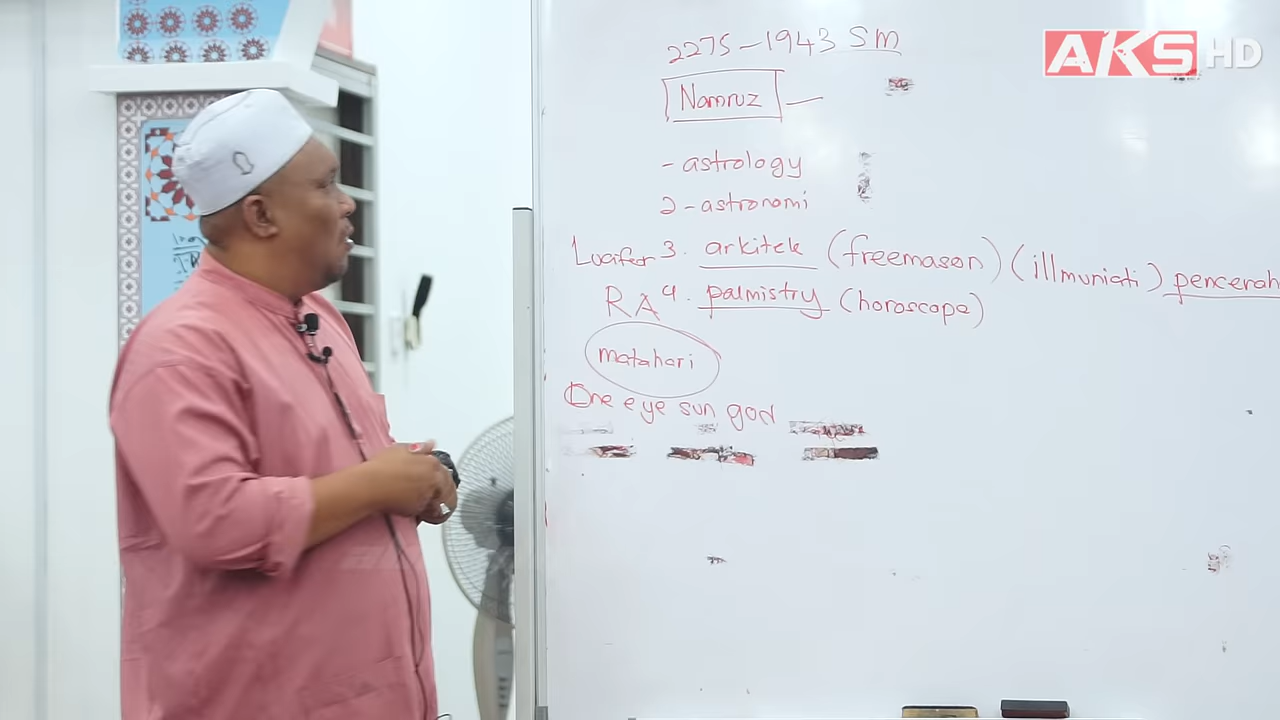 AKS HD
2275-1943 SM
Namruz -
- astrology
2- astronomi
Lucifer 3. arkitek (freemason) (illmuniati) pencerah
RA 4. palmistry (horoscope)
matahari
One eye sun god